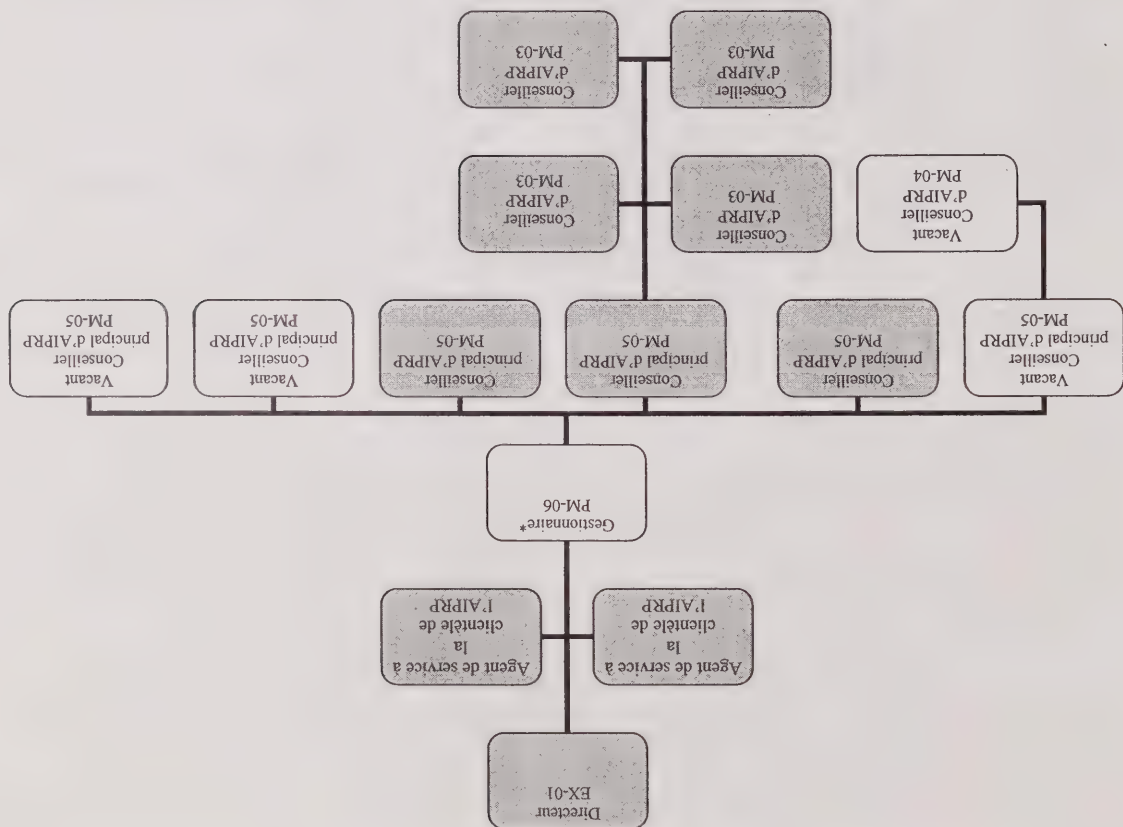 Directeur
EX-01
Agent de service à
la
clientèle de
l'AIPRP
Agent de service à
la
clientèle de
l'AIPRP
Gestionnaire*
PM-06
Vacant
Conseiller
principal d'AIPRP
PM-05
Conseiller
principal d'AIPRP
PM-05
Conseiller
principal d'AIPRP
PM-05
Conseiller
principal d'AIPRP
PM-05
Vacant
Conseiller
principal d'AIPRP
PM-05
Vacant
Conseiller
principal d'AIPRP
PM-05
Vacant
Conseiller
d'AIPRP
PM-04
Conseiller
d'AIPRP
PM-03
Conseiller
d'AIPRP
PM-03
Conseiller
d'AIPRP
PM-03
Conseiller
d'AIPRP
PM-03